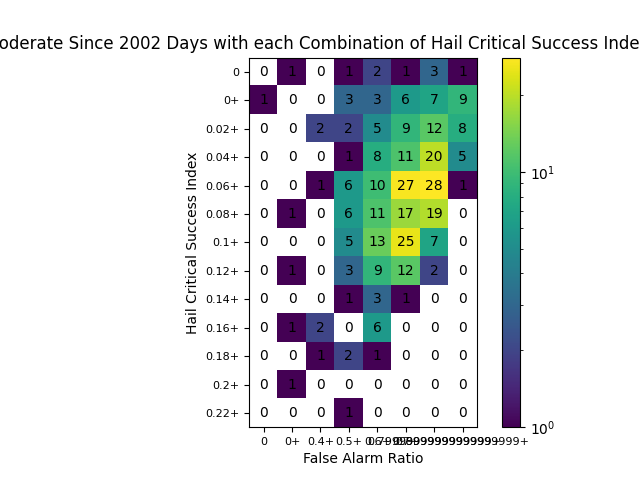 oderate Since 2002 Days with each Combination of Hail Critical Success Inde
Hail Critical Success Index
0 0 1 0 1 2 1 3 1
0+ 1 0 0 3 3 6 7 9
0.02+ 0 0 2 2 5 9 12 8
0.04+ 0 0 0 1 8 11 20 5
0.06+ 0 0 1 6 10 27 28 1
0.08+ 0 1 0 6 11 17 19 0
0.1+ 0 0 0 5 13 25 7 0
0.12+ 0 1 0 3 9 12 2 0
0.14+ 0 0 0 1 3 1 0 0
0.16+ 0 1 2 0 6 0 0 0
0.18+ 0 0 1 2 1 0 0 0
0.2+ 0 1 0 0 0 0 0 0
0.22+ 0 0 0 1 0 0 0 0
0 0+ 0.4+ 0.5+
False Alarm Ratio
10¹
10⁰